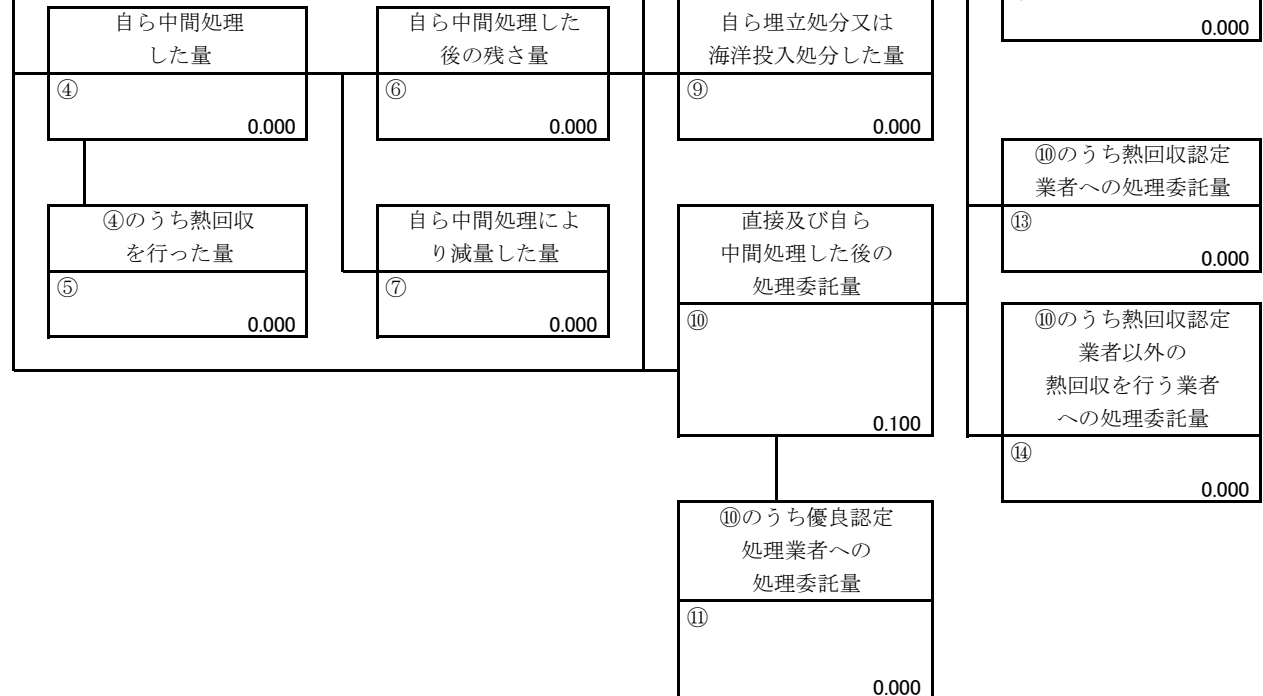 0.000
自ら中間処理
した量
④
0.000
自ら中間処理した
後の残さ量
⑥
0.000
自ら埋立処分又は
海洋投入処分した量
⑨
0.000
⑩のうち熱回収認定
業者への処理委託量
⑬
0.000
④のうち熱回収
を行った量
⑤
0.000
自ら中間処理によ
り減量した量
⑦
0.000
直接及び自ら
中間処理した後の
処理委託量
⑩
0.100
⑩のうち熱回収認定
業者以外の
熱回収を行う業者
への処理委託量
⑭
0.000
⑩のうち優良認定
処理業者への
処理委託量
⑪
0.000